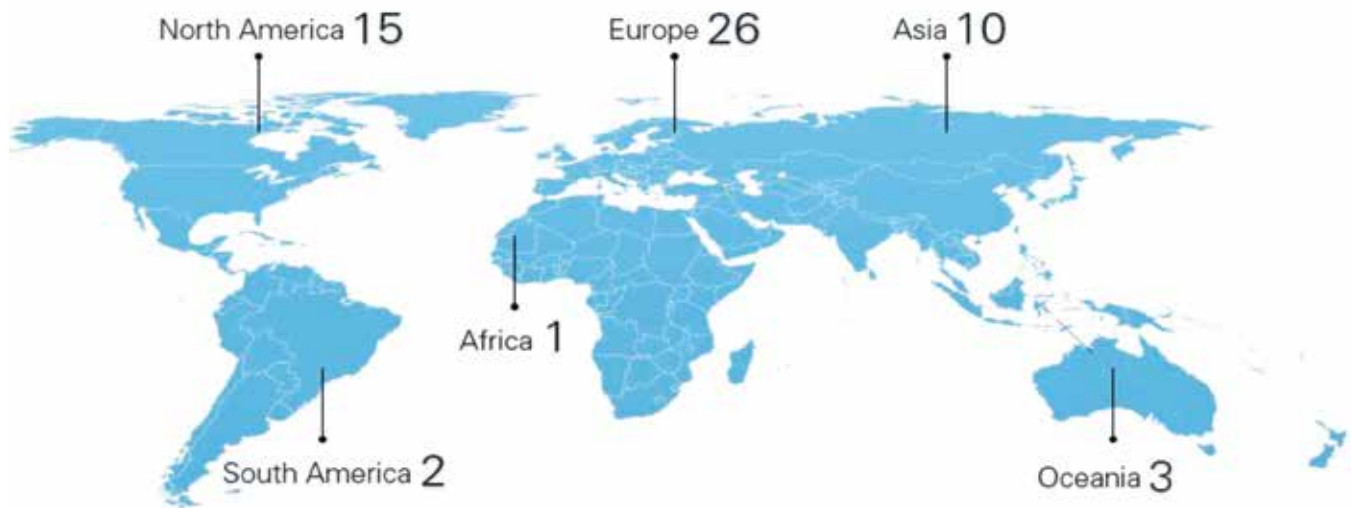 North America 15
Europe 26
Asia 10
Africa 1
South America 2
Oceania 3